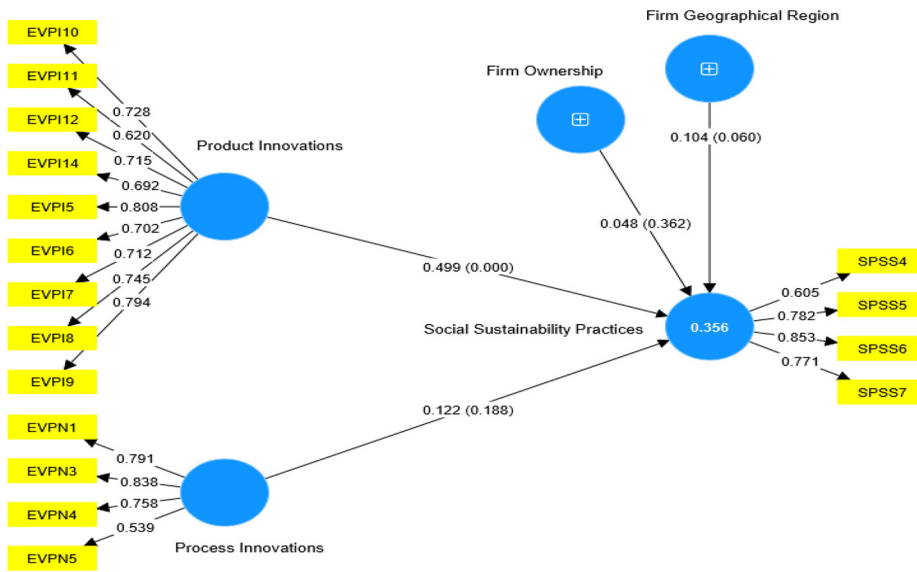 Firm Geographical Region
Firm Ownership
0.104 (0.060)
0.048 (0.362)
EVPI10
EVPI11
EVPI12
EVPI14
EVPI5
EVPI6
EVPI7
EVPI8
EVPI9
0.728
0.620
0.715
0.692
0.808
0.702
0.712
0.745
0.794
Product Innovations
0.499 (0.000)
Social Sustainability Practices
0.356
0.605
0.782
0.853
0.771
SPSS4
SPSS5
SPSS6
SPSS7
0.122 (0.188)
EVPN1
EVPN3
EVPN4
EVPN5
0.791
0.838
0.758
0.539
Process Innovations